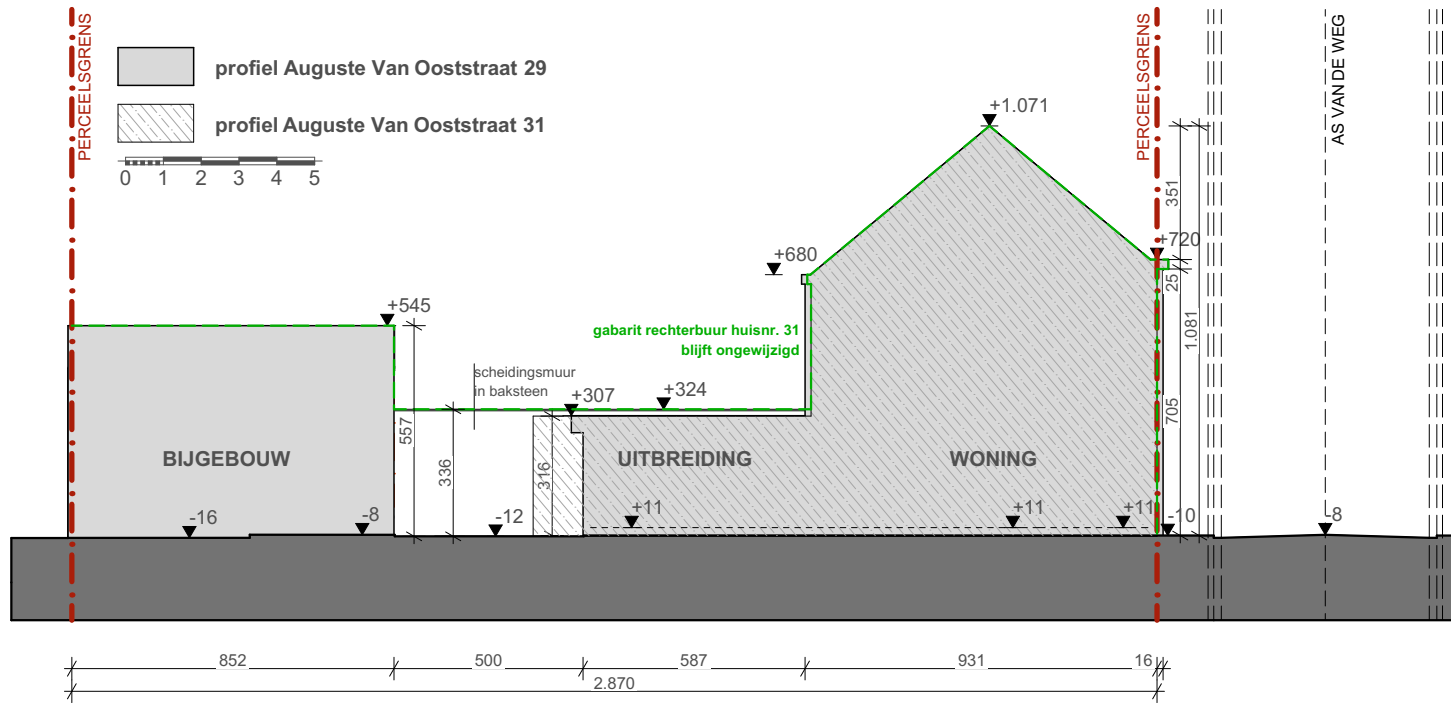 PERCEELSGRENS
profiel Auguste Van Ooststraat 29
profiel Auguste Van Ooststraat 31
0 1 2 3 4 5
PERCEELSGRENS
AS VAN DE WEG
+1.071
351
+720
+680
25
1.081
+545
gabarit rechterbuur huisnr. 31
blijft ongewijzigd
scheidingsmuur
in baksteen
+307
+324
705
557
336
316
BIJGEBOUW
UITBREIDING
WONING
-16
-8
-12
+11
+11
+11
-10
-8
852
500
587
931
16
2.870